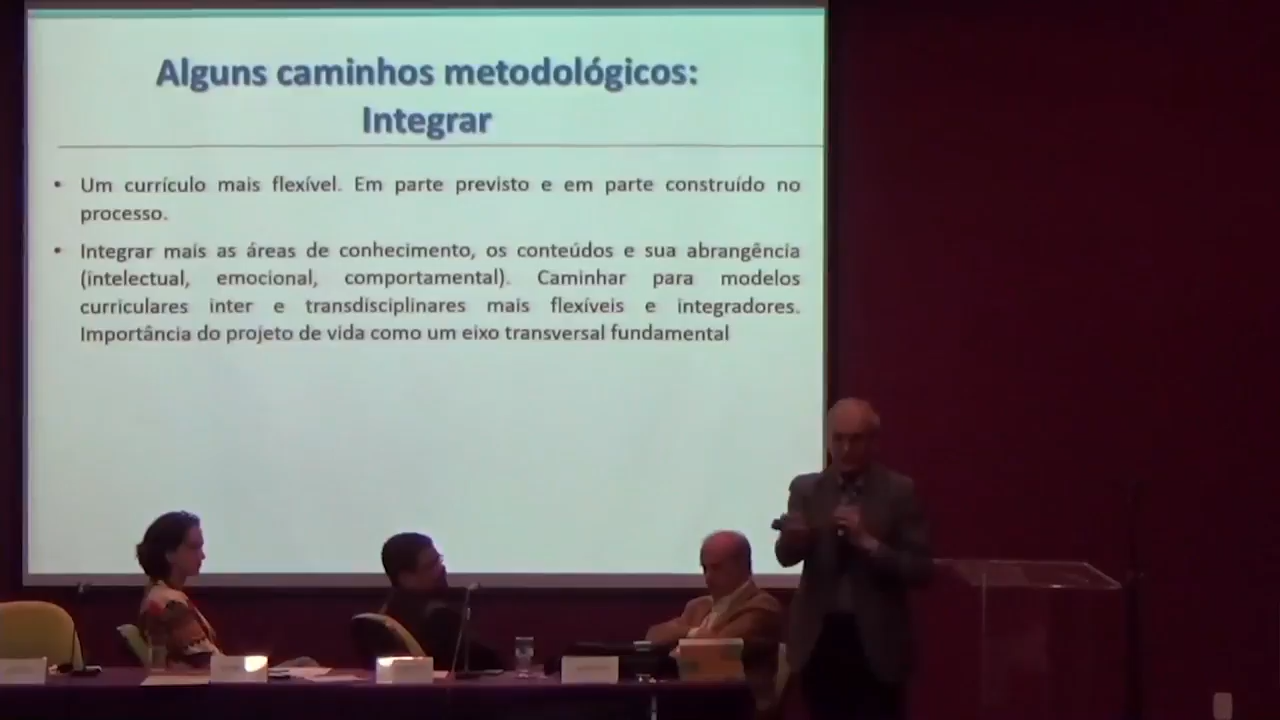 Alguns caminhos metodológicos:
Integrar
• Um currículo mais flexível. Em parte previsto e em parte construído no
processo.
• Integrar mais as áreas de conhecimento, os conteúdos e sua abrangência
(intelectual, emocional, comportamental). Caminhar para modelos
curriculares inter e transdisciplinares mais flexíveis e integradores.
Importância do projeto de vida como um eixo transversal fundamental